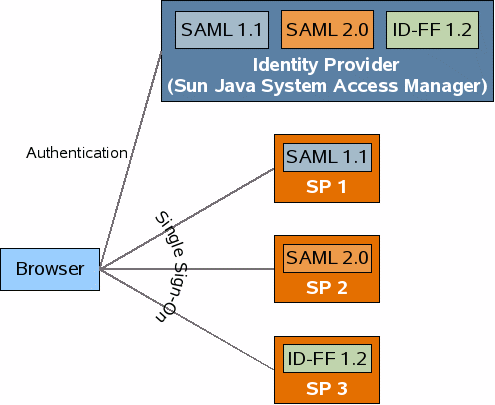 SAML 1.1 SAML 2.0 ID-FF 1.2
Identity Provider
(Sun Java System Access Manager)
Authentication
SAML 1.1
SP 1
Single Sign-On
Browser
SAML 2.0
SP 2
ID-FF 1.2
SP 3